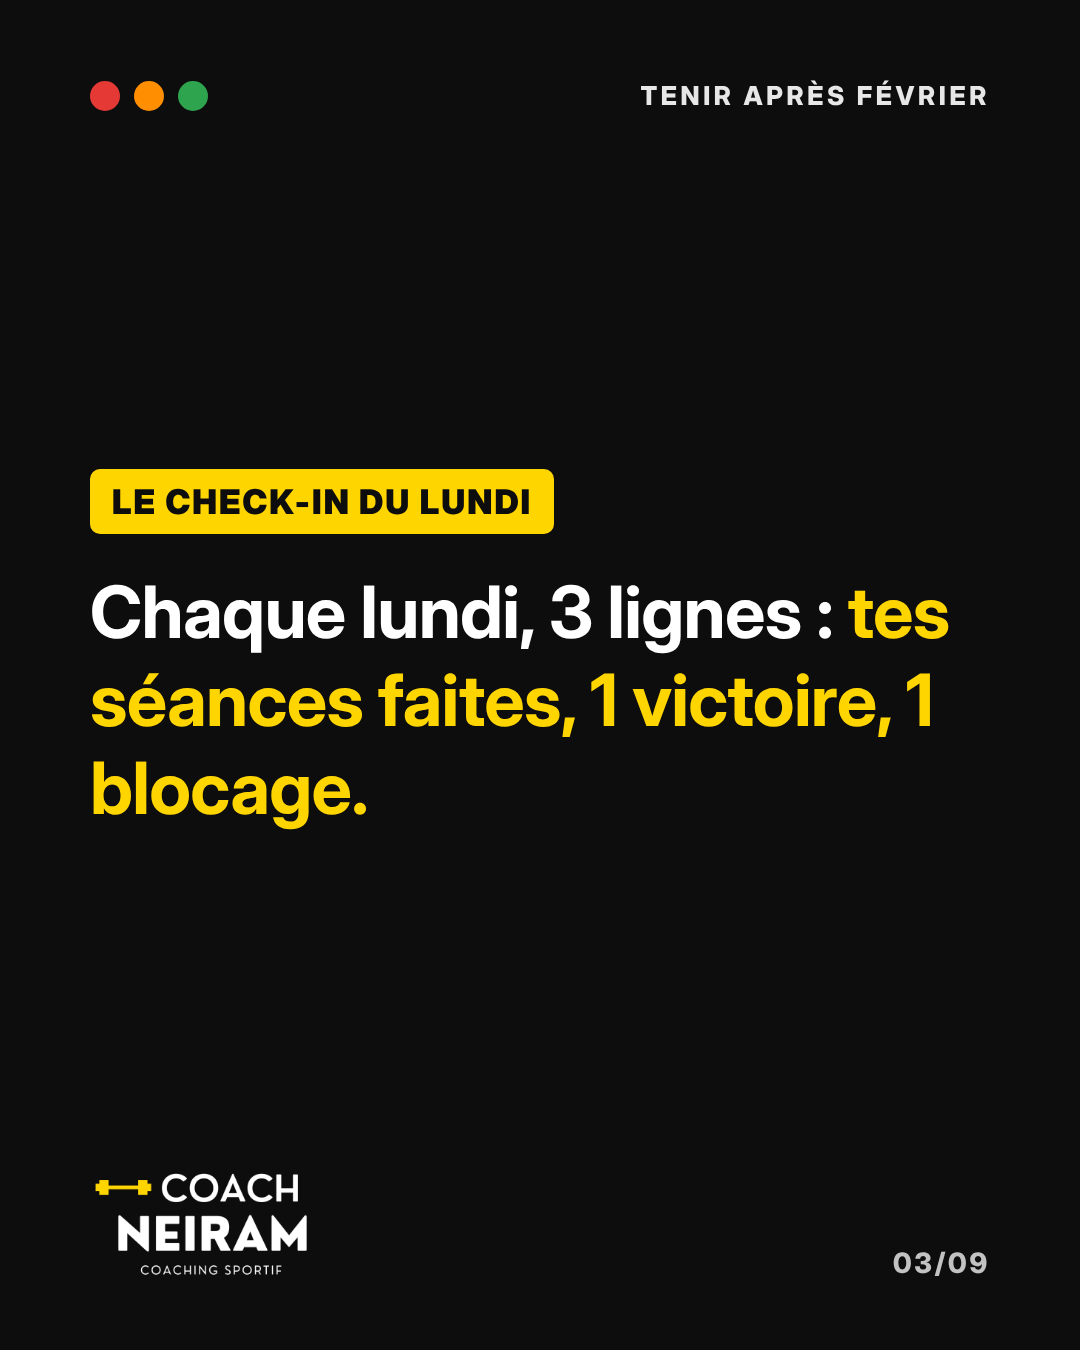 TENIR APRÈS FÉVRIER
LE CHECK-IN DU LUNDI
Chaque lundi, 3 lignes : tes
séances faites, 1 victoire, 1
blocage.
COACH
NEIRAM
COACHING SPORTIF
03/09